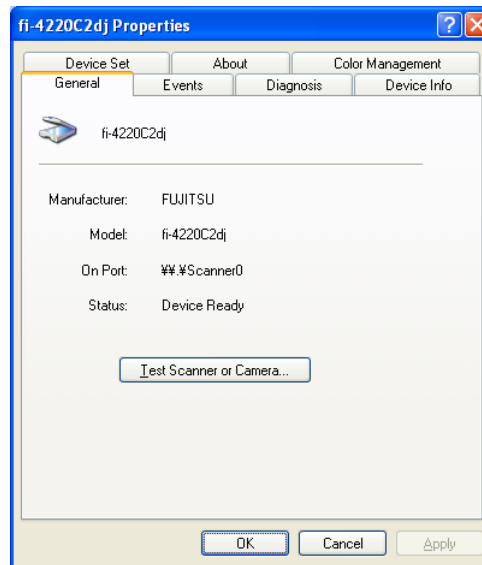 fi-4220C2dj Properties
Device Set About Color Management
General Events Diagnosis Device Info
fi-4220C2dj
Manufacturer: FUJITSU
Model: fi-4220C2dj
On Port: ¥¥.¥Scanner0
Status: Device Ready
Test Scanner or Camera...
OK Cancel Apply